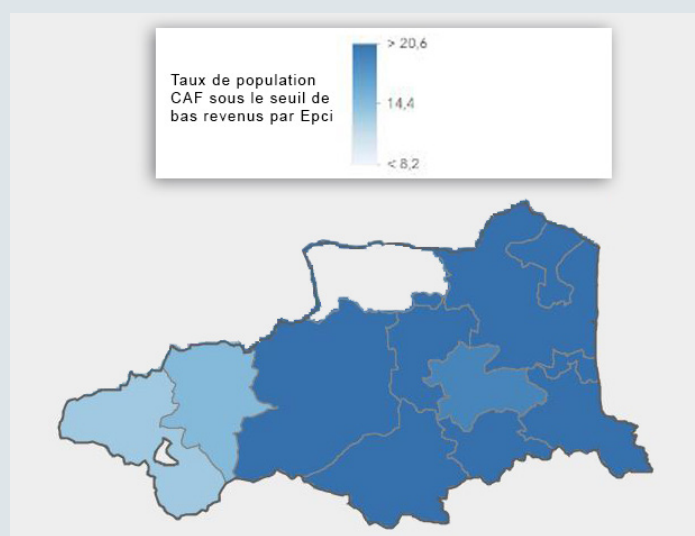 > 20,6
Taux de population
CAF sous le seuil de
bas revenus par Epci
14,4
< 8,2